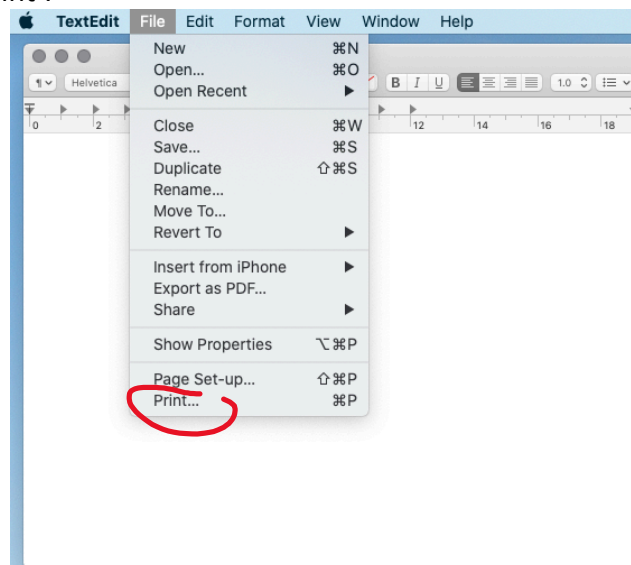 TextEdit File Edit Format View Window Help
Helvetica B I U 1.0
0 2 12 14 16 18
New ⌘N
Open... ⌘O
Open Recent ▶
Close ⌘W
Save... ⌘S
Duplicate ⇧⌘S
Rename...
Move To...
Revert To ▶
Insert from iPhone ▶
Export as PDF...
Share ▶
Show Properties ⌥⌘P
Page Set-up... ⇧⌘P
Print... ⌘P